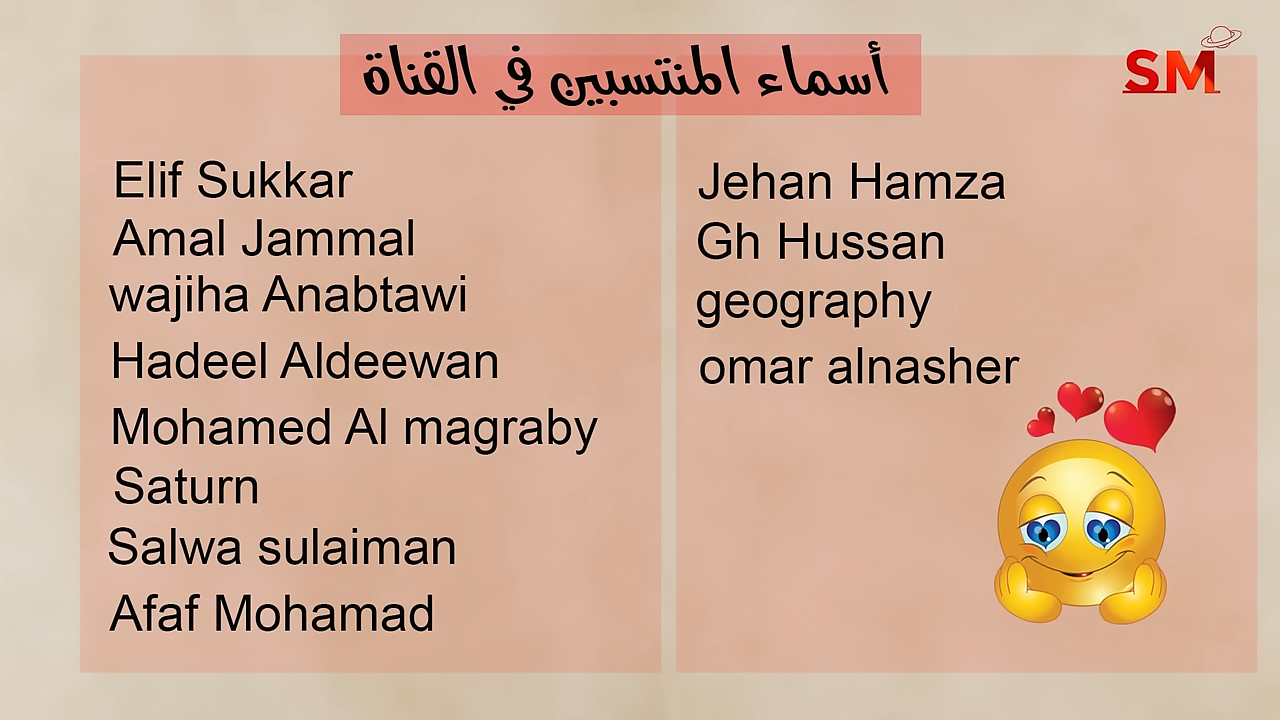 أسماء المنتسبين في القناة
SM
Elif Sukkar
Amal Jammal
wajiha Anabtawi
Hadeel Aldeewan
Mohamed Al magraby
Saturn
Salwa sulaiman
Afaf Mohamad
Jehan Hamza
Gh Hussan
geography
omar alnasher